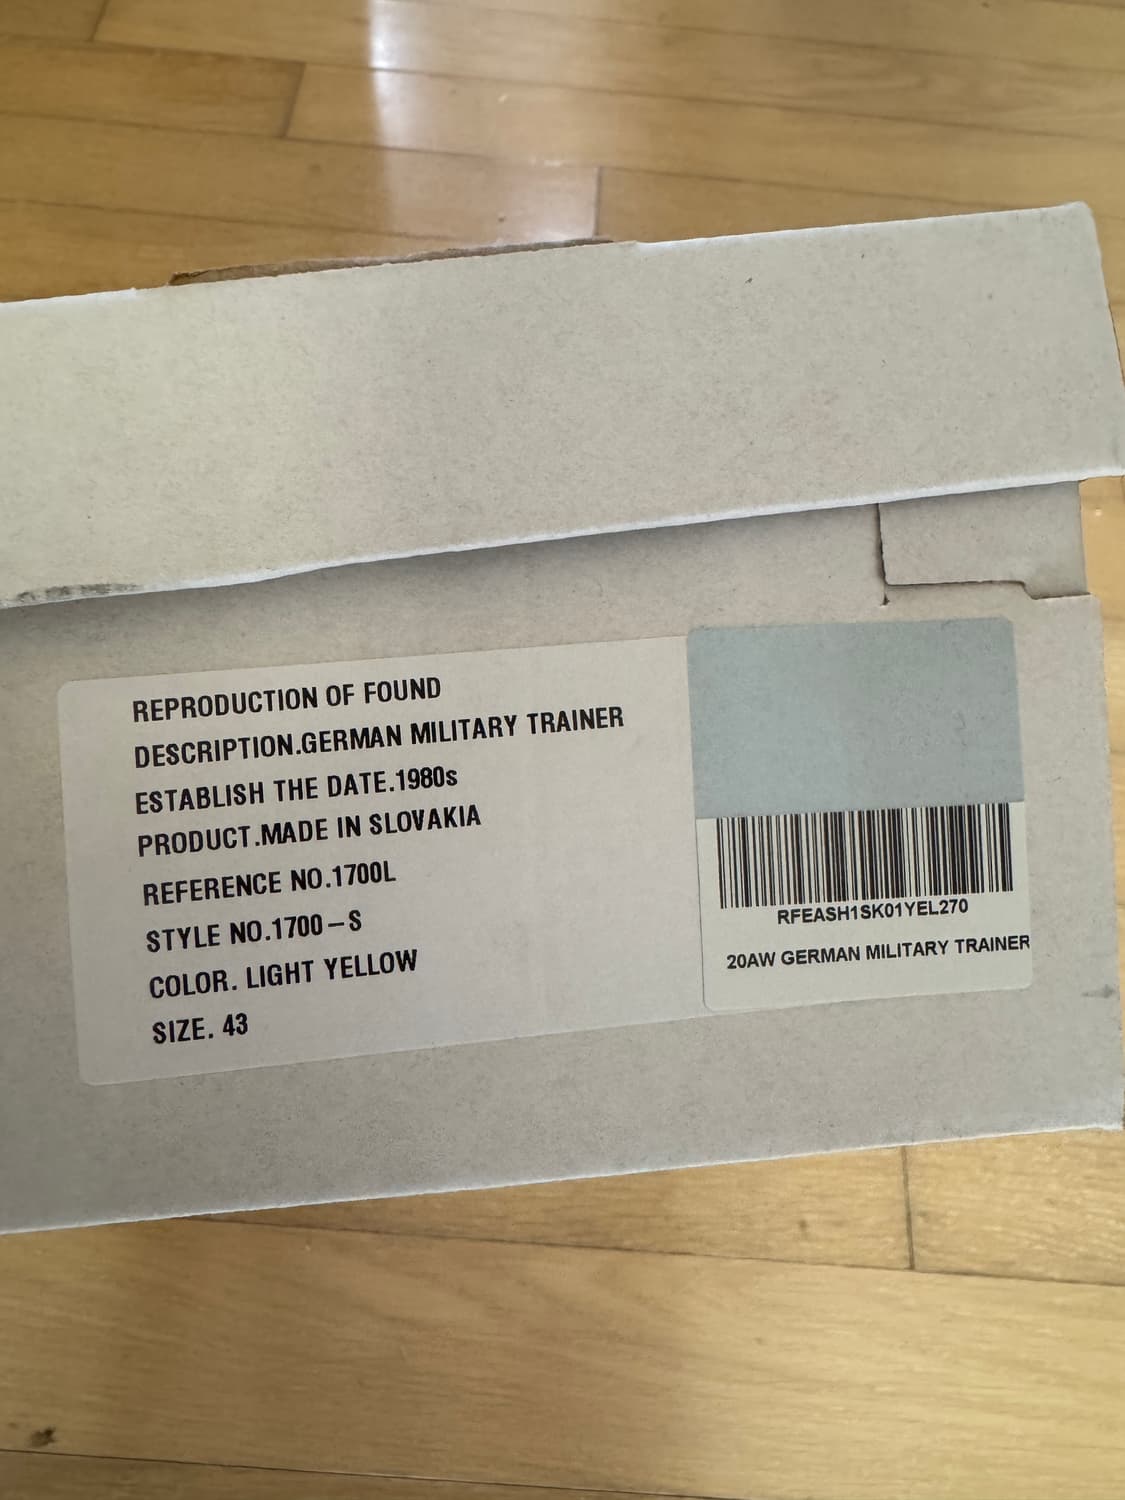 REPRODUCTION OF FOUND
DESCRIPTION.GERMAN MILITARY TRAINER
ESTABLISH THE DATE.1980s
PRODUCT.MADE IN SLOVAKIA
REFERENCE NO.1700L
STYLE NO.1700-S
COLOR. LIGHT YELLOW
SIZE. 43
RFEASH1SK01YEL270
20AW GERMAN MILITARY TRAINER